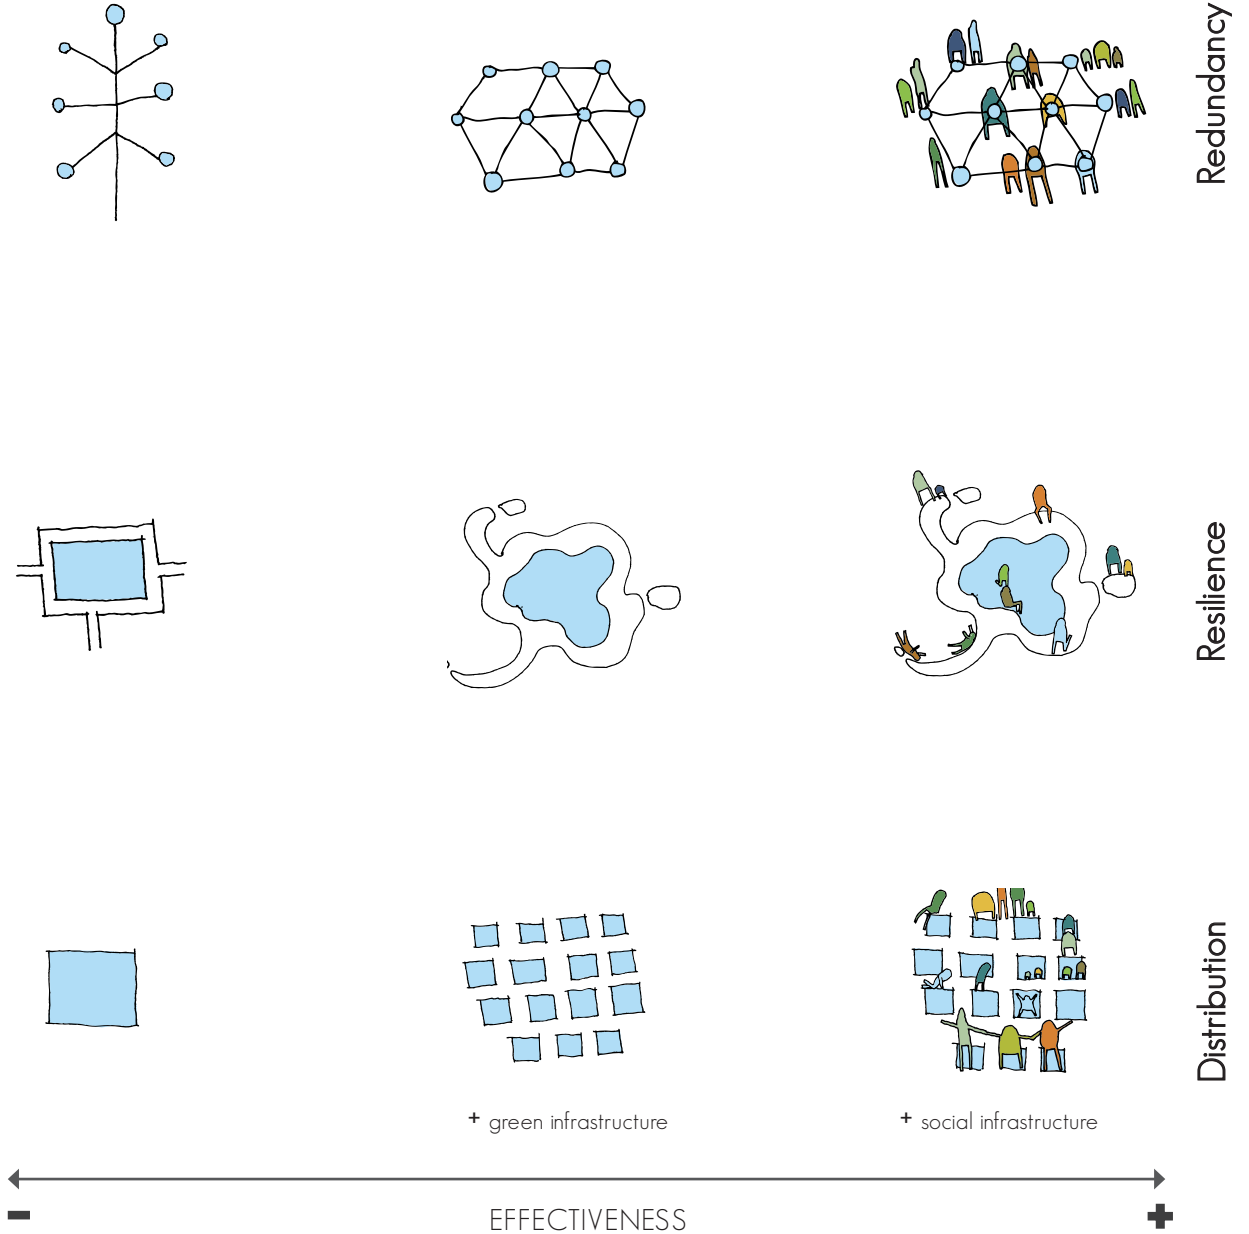 Redundancy
Resilience
Distribution
+ green infrastructure
+ social infrastructure
- EFFECTIVENESS +